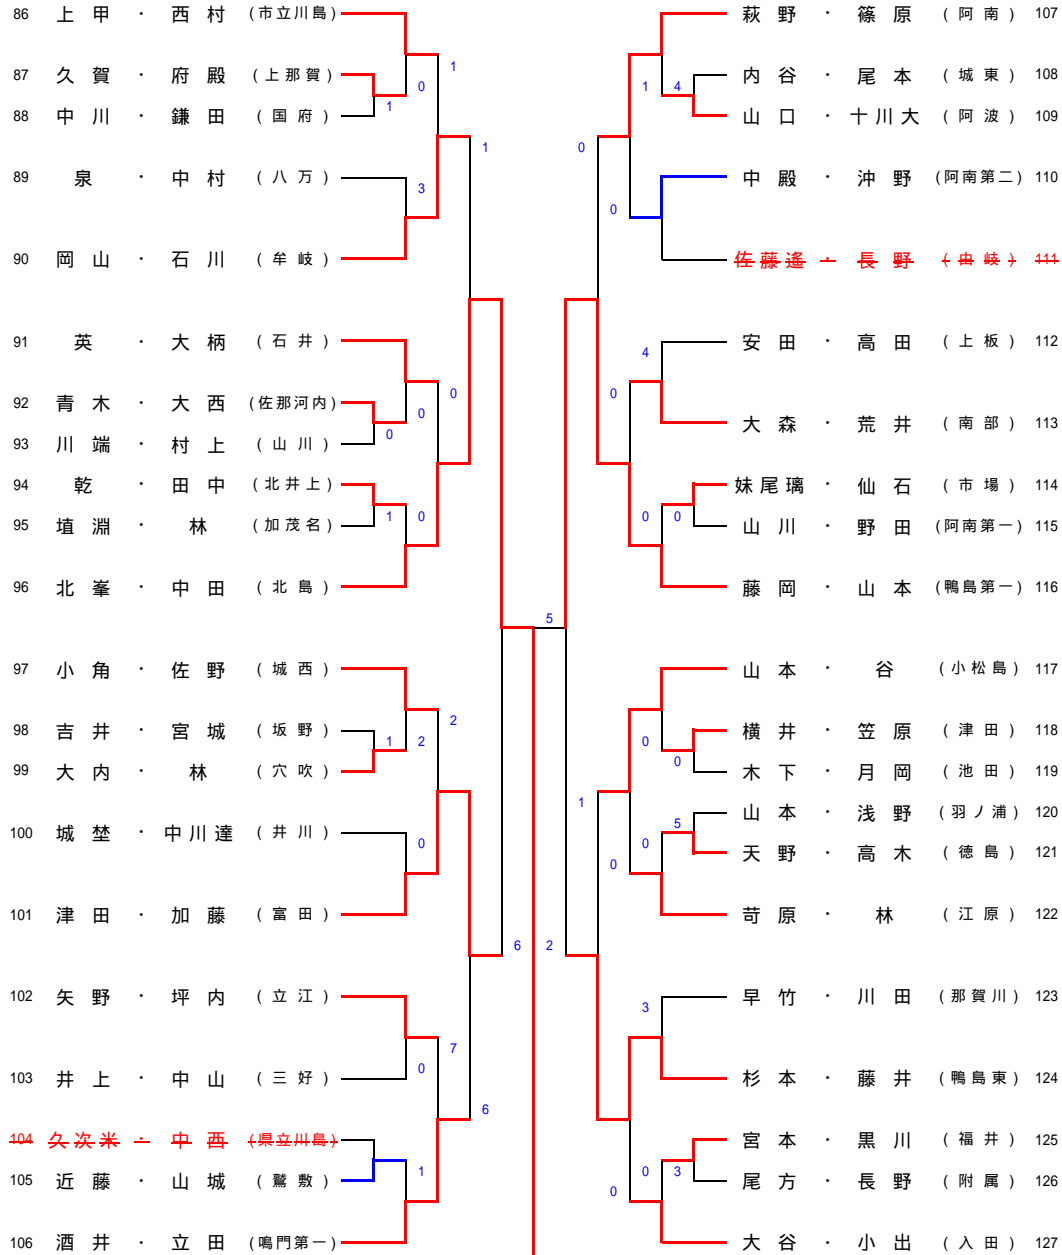 86 上甲 ・ 西村 (市立川島)
87 久賀 ・ 府殿 (上那賀)
88 中川 ・ 鎌田 (国府)
89 泉 ・ 中村 (八万)
90 岡山 ・ 石川 (牟岐)
91 英 ・ 大柄 (石井)
92 青木 ・ 大西 (佐那河内)
93 川端 ・ 村上 (山川)
94 乾 ・ 田中 (北井上)
95 埴淵 ・ 林 (加茂名)
96 北峯 ・ 中田 (北島)
97 小角 ・ 佐野 (城西)
98 吉井 ・ 宮城 (坂野)
99 大内 ・ 林 (穴吹)
100 城埜 ・ 中川達 (井川)
101 津田 ・ 加藤 (富田)
102 矢野 ・ 坪内 (立江)
103 井上 ・ 中山 (三好)
104 久次米 ・ 中西 (県立川島)
105 近藤 ・ 山城 (鷲敷)
106 酒井 ・ 立田 (鳴門第一)
1
0
1
3
1
0
0
0
1
0
2
1
2
0
6
7
0
6
1
5
2
0
1
4
0
4
0
0
0
0
0
5
0
0
1
3
0
3
0
萩野 ・ 篠原 (阿南) 107
内谷 ・ 尾本 (城東) 108
山口 ・ 十川大 (阿波) 109
中殿 ・ 沖野 (阿南第二) 110
佐藤遙 ・ 長野 (由岐) 111
安田 ・ 高田 (上板) 112
大森 ・ 荒井 (南部) 113
妹尾璃 ・ 仙石 (市場) 114
山川 ・ 野田 (阿南第一) 115
藤岡 ・ 山本 (鴨島第一) 116
山本 ・ 谷 (小松島) 117
横井 ・ 笠原 (津田) 118
木下 ・ 月岡 (池田) 119
山本 ・ 浅野 (羽ノ浦) 120
天野 ・ 高木 (徳島) 121
苛原 ・ 林 (江原) 122
早竹 ・ 川田 (那賀川) 123
杉本 ・ 藤井 (鴨島東) 124
宮本 ・ 黒川 (福井) 125
尾方 ・ 長野 (附属) 126
大谷 ・ 小出 (入田) 127